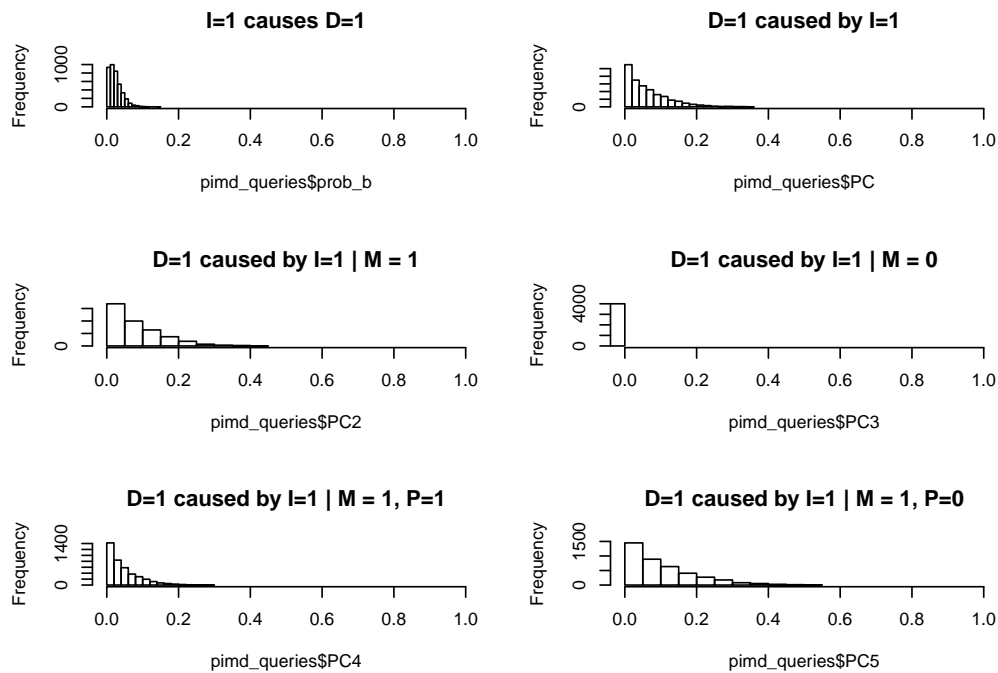 I=1 causes D=1
Frequency
1000
0
0.0 0.2 0.4 0.6 0.8 1.0
pimd_queries$prob_b
D=1 caused by I=1
Frequency
0
0.0 0.2 0.4 0.6 0.8 1.0
pimd_queries$PC
D=1 caused by I=1 | M = 1
Frequency
0
0.0 0.2 0.4 0.6 0.8 1.0
pimd_queries$PC2
D=1 caused by I=1 | M = 0
Frequency
4000
0
0.0 0.2 0.4 0.6 0.8 1.0
pimd_queries$PC3
D=1 caused by I=1 | M = 1, P=1
Frequency
1400
0
0.0 0.2 0.4 0.6 0.8 1.0
pimd_queries$PC4
D=1 caused by I=1 | M = 1, P=0
Frequency
1500
0
0.0 0.2 0.4 0.6 0.8 1.0
pimd_queries$PC5